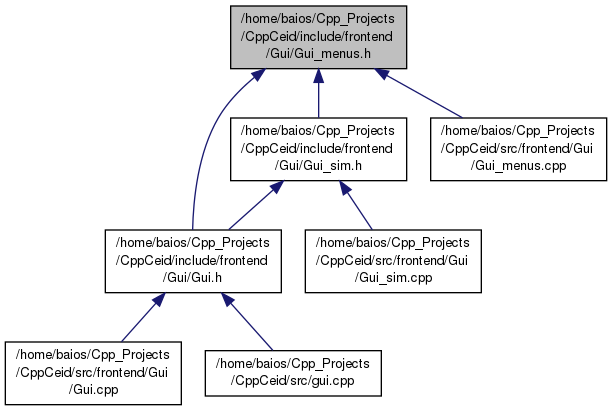 /home/baios/Cpp_Projects
/CppCeid/include/frontend
/Gui/Gui_menus.h
/home/baios/Cpp_Projects
/CppCeid/include/frontend
/Gui/Gui_sim.h
/home/baios/Cpp_Projects
/CppCeid/src/frontend/Gui
/Gui_menus.cpp
/home/baios/Cpp_Projects
/CppCeid/include/frontend
/Gui/Gui.h
/home/baios/Cpp_Projects
/CppCeid/src/frontend/Gui
/Gui_sim.cpp
/home/baios/Cpp_Projects
/CppCeid/src/frontend/Gui
/Gui.cpp
/home/baios/Cpp_Projects
/CppCeid/src/gui.cpp